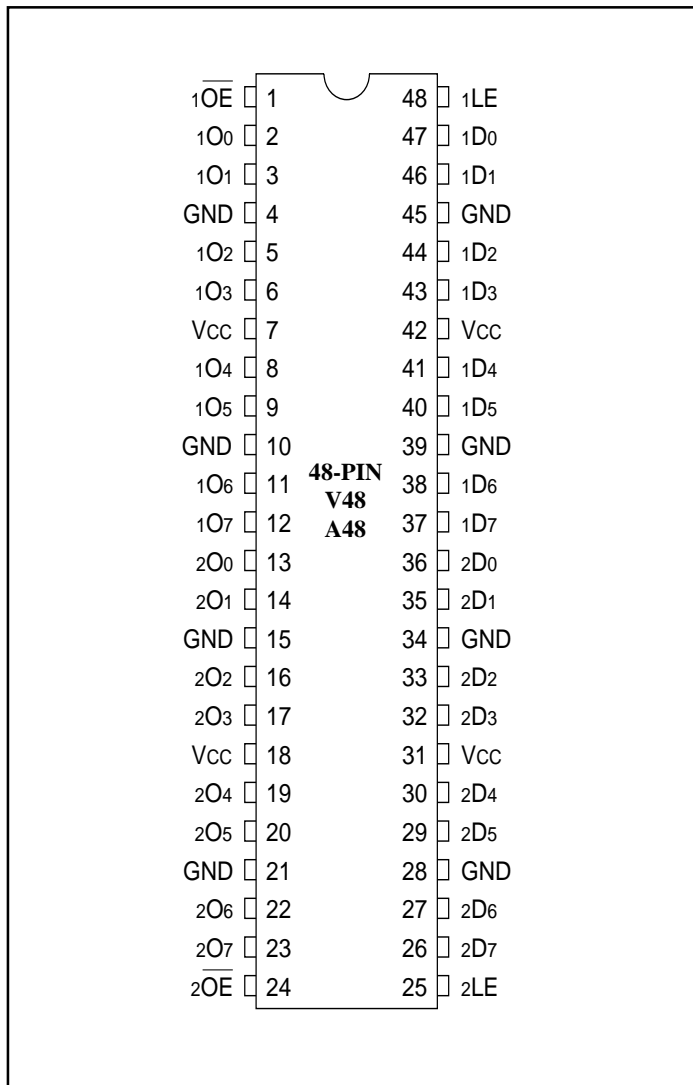 1OE 1 48 1LE
1O0 2 47 1D0
1O1 3 46 1D1
GND 4 45 GND
1O2 5 44 1D2
1O3 6 43 1D3
VCC 7 42 VCC
1O4 8 41 1D4
1O5 9 40 1D5
GND 10 39 GND
48-PIN
1O6 11 38 1D6
V48
1O7 12 37 1D7
A48
2O0 13 36 2D0
2O1 14 35 2D1
GND 15 34 GND
2O2 16 33 2D2
2O3 17 32 2D3
VCC 18 31 VCC
2O4 19 30 2D4
2O5 20 29 2D5
GND 21 28 GND
2O6 22 27 2D6
2O7 23 26 2D7
2OE 24 25 2LE